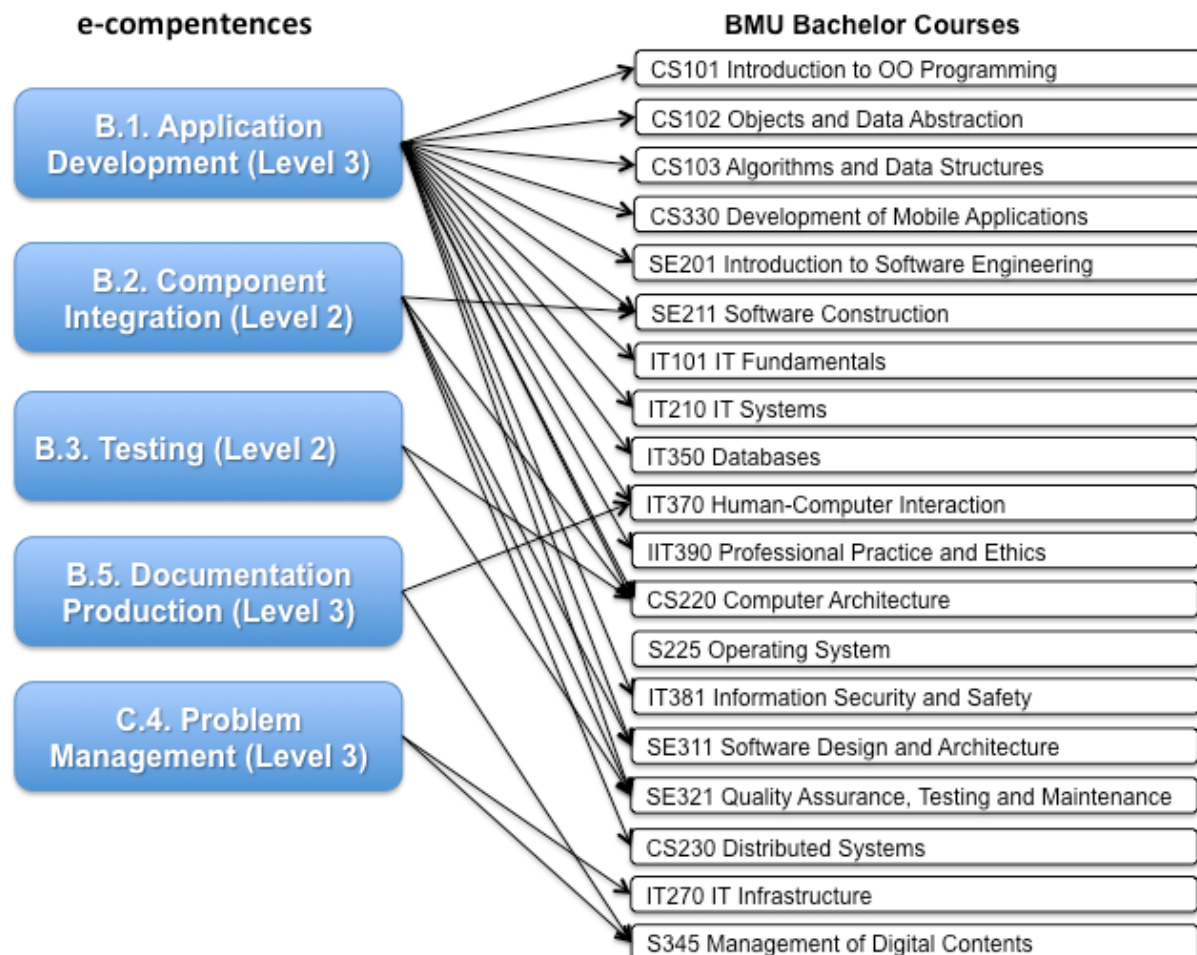 e-compentences
BMU Bachelor Courses
B.1. Application
Development (Level 3)
B.2. Component
Integration (Level 2)
B.3. Testing (Level 2)
B.5. Documentation
Production (Level 3)
C.4. Problem
Management (Level 3)
CS101 Introduction to OO Programming
CS102 Objects and Data Abstraction
CS103 Algorithms and Data Structures
CS330 Development of Mobile Applications
SE201 Introduction to Software Engineering
SE211 Software Construction
IT101 IT Fundamentals
IT210 IT Systems
IT350 Databases
IT370 Human-Computer Interaction
IIT390 Professional Practice and Ethics
CS220 Computer Architecture
S225 Operating System
IT381 Information Security and Safety
SE311 Software Design and Architecture
SE321 Quality Assurance, Testing and Maintenance
CS230 Distributed Systems
IT270 IT Infrastructure
S345 Management of Digital Contents